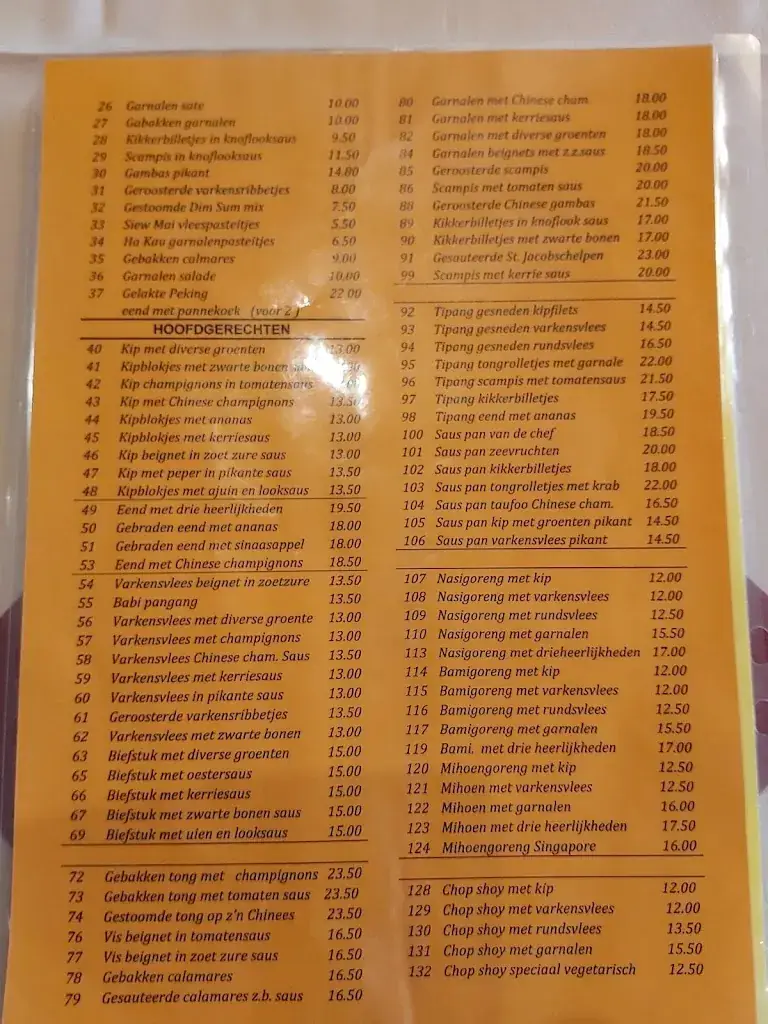 26 Garnalen sate 10.00
27 Gabakken garnalen 10.00
28 Kikkerbilletjes in knoflooksaus 9.50
29 Scampis in knoflooksaus 11.50
30 Gambas pikant 14.80
31 Geroosterde varkensribbetjes 8.00
32 Gestoomde Dim Sum mix 7.50
33 Siew Mai vleespasteitjes 5.50
34 Ha Kau garnalenpasteitjes 6.50
35 Gebakken calmares 9.00
36 Garnalen salade 10.00
37 Gelakte Peking 22.00
eend met pannekoek (voor 2 )
HOOFDGERECHTEN
40 Kip met diverse groenten 13.00
41 Kipblokjes met zwarte bonen
42 Kip champignons in tomatensaus
43 Kip met Chinese champignons 13.50
44 Kipblokjes met ananas 13.00
45 Kipblokjes met kerriesaus 13.00
46 Kip beignet in zoet zure saus 13.00
47 Kip met peper in pikante saus 13.50
48 Kipblokjes met ajuin en looksaus 13.50
49 Eend met drie heerlijkheden 19.50
50 Gebraden eend met ananas 18.00
51 Gebraden eend met sinaasappel 18.00
53 Eend met Chinese champignons 18.50
54 Varkensvlees beignet in zoetzure 13.50
55 Babi pangang 13.50
56 Varkensvlees met diverse groente 13.00
57 Varkensvlees met champignons 13.00
58 Varkensvlees Chinese cham. Saus 13.50
59 Varkensvlees met kerriesaus 13.00
60 Varkensvlees in pikante saus 13.00
61 Geroosterde varkensribbetjes 13.50
62 Varkensvlees met zwarte bonen 13.00
63 Biefstuk met diverse groenten 15.00
65 Biefstuk met oestersaus 15.00
66 Biefstuk met kerriesaus 15.00
67 Biefstuk met zwarte bonen saus 15.00
69 Biefstuk met uien en looksaus 15.00
72 Gebakken tong met champignons 23.50
73 Gebakken tong met tomaten saus 23.50
74 Gestoomde tong op z'n Chinees 23.50
76 Vis beignet in tomatensaus 16.50
77 Vis beignet in zoet zure saus 16.50
78 Gebakken calamares 16.50
79 Gesauteerde calamares z.b. saus 16.50
80 Garnalen met Chinese cham. 18.00
81 Garnalen met kerriesaus 18.00
82 Garnalen met diverse groenten 18.00
84 Garnalen beignets met z.z.saus 18.50
85 Geroosterde scampis 20.00
86 Scampis met tomaten saus 20.00
88 Geroosterde Chinese gambas 21.50
89 Kikkerbilletjes in knoflook saus 17.00
90 Kikkerbilletjes met zwarte bonen 17.00
91 Gesauteerde St. Jacobschelpen 23.00
99 Scampis met kerrie saus 20.00
92 Tipang gesneden kipfilets 14.50
93 Tipang gesneden varkensvlees 14.50
94 Tipang gesneden rundsvlees 16.50
95 Tipang tongrolletjes met garnale 22.00
96 Tipang scampis met tomatensaus 21.50
97 Tipang kikkerbilletjes 17.50
98 Tipang eend met ananas 19.50
100 Saus pan van de chef 18.50
101 Saus pan zeevruchten 20.00
102 Saus pan kikkerbilletjes 18.00
103 Saus pan tongrolletjes met krab 22.00
104 Saus pan taufoo Chinese cham. 16.50
105 Saus pan kip met groenten pikant 14.50
106 Saus pan varkensvlees pikant 14.50
107 Nasigoreng met kip 12.00
108 Nasigoreng met varkensvlees 12.00
109 Nasigoreng met rundsvlees 12.50
110 Nasigoreng met garnalen 15.50
113 Nasigoreng met drieheerlijkheden 17.00
114 Bamigoreng met kip 12.00
115 Bamigoreng met varkensvlees 12.00
116 Bamigoreng met rundsvlees 12.50
117 Bamigoreng met garnalen 15.50
119 Bami. met drie heerlijkheden 17.00
120 Mihoengoreng met kip 12.50
121 Mihoen met varkensvlees 12.50
122 Mihoen met garnalen 16.00
123 Mihoen met drie heerlijkheden 17.50
124 Mihoengoreng Singapore 16.00
128 Chop shoy met kip 12.00
129 Chop shoy met varkensvlees 12.00
130 Chop shoy met rundsvlees 13.50
131 Chop shoy met garnalen 15.50
132 Chop shoy speciaal vegetarisch 12.50